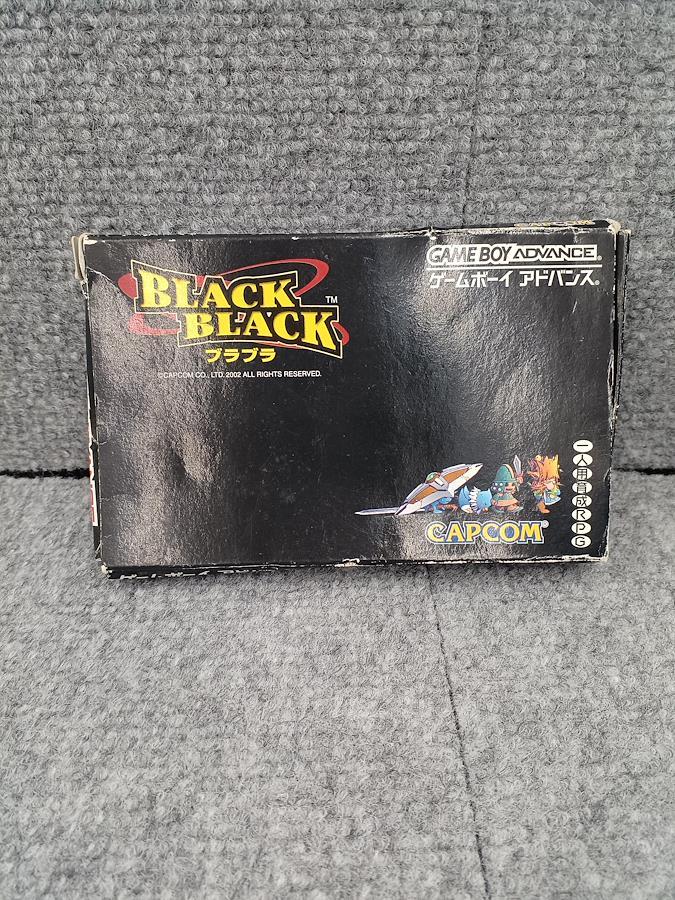 GAME BOY ADVANCE
ゲームボーイ アドバンス®
BLACK
BLACK™
ブラブラ
©CAPCOM CO., LTD. 2002 ALL RIGHTS RESERVED.
一人用育成RPG
CAPCOM®